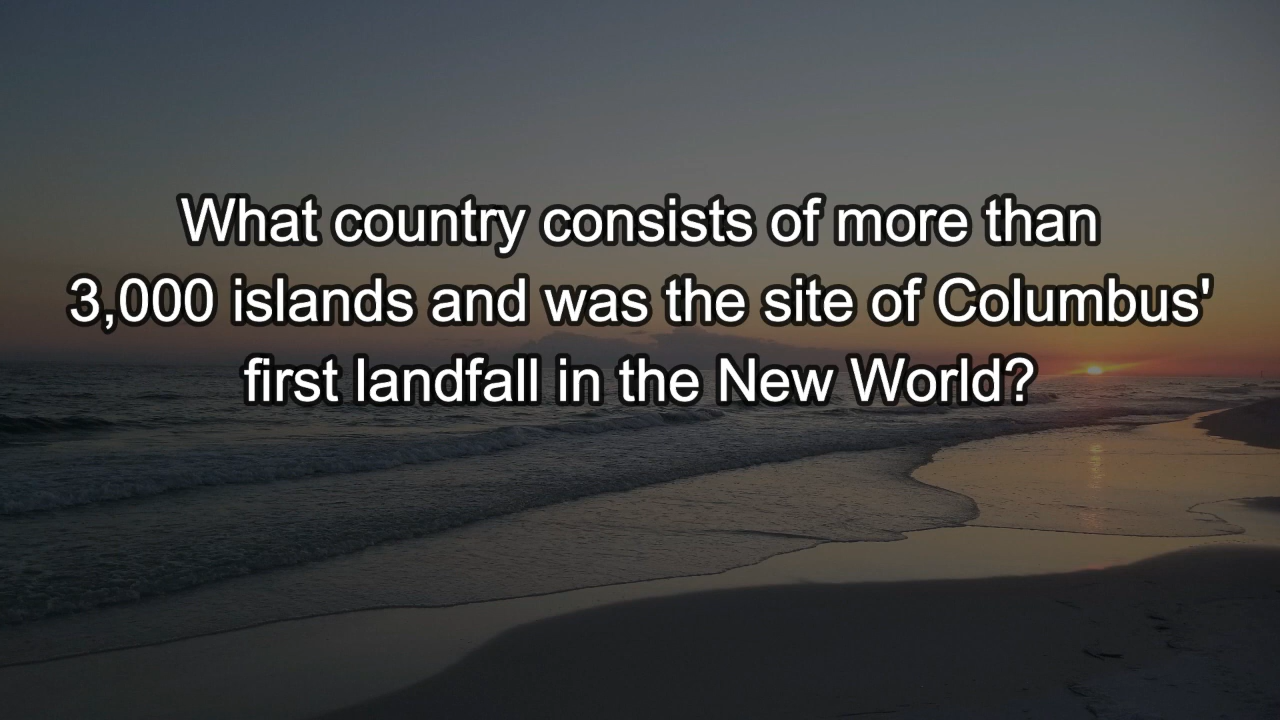 What country consists of more than
3,000 islands and was the site of Columbus'
first landfall in the New World?